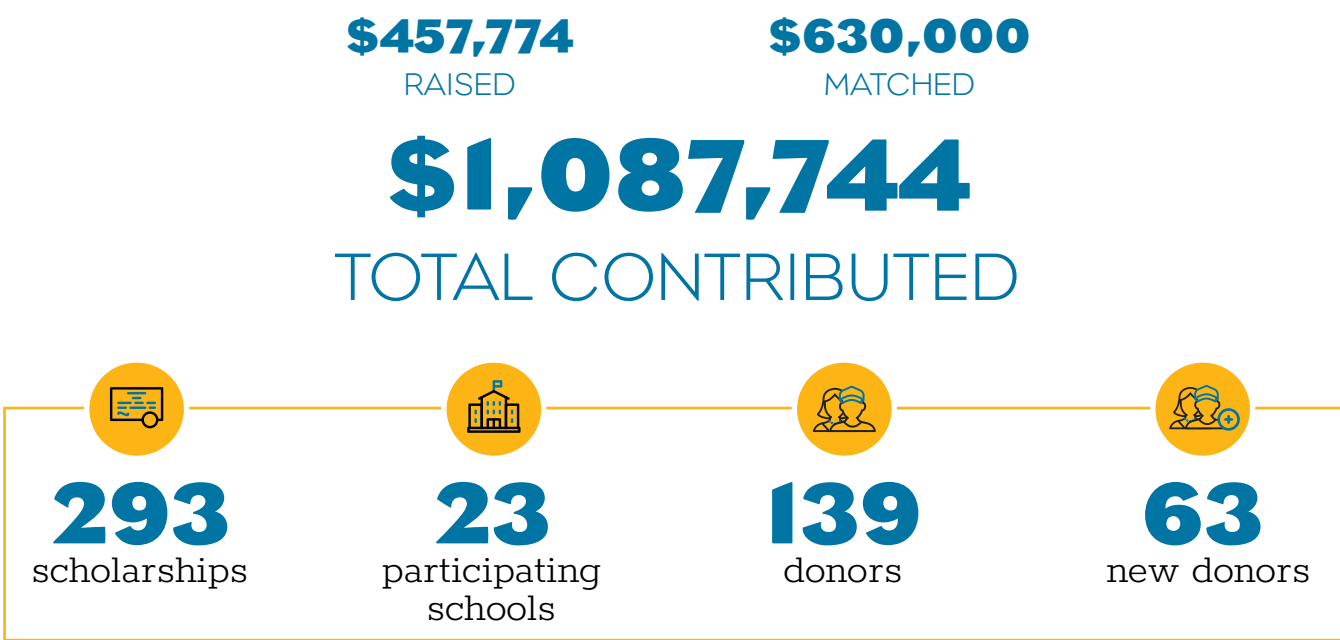 $457,774
RAISED
$630,000
MATCHED
$1,087,744
TOTAL CONTRIBUTED
293
scholarships
23
participating
schools
139
donors
63
new donors